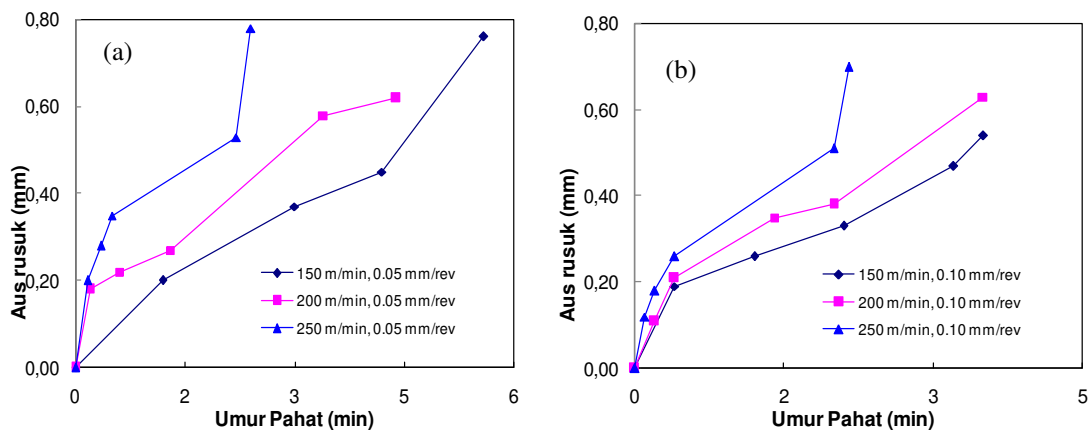 (a)
0,80
0,60
0,40
0,20
0,00
Aus rusuk (mm)
150 m/min, 0.05 mm/rev
200 m/min, 0.05 mm/rev
250 m/min, 0.05 mm/rev
0 2 3 5 6
Umur Pahat (min)
(b)
0,80
0,60
0,40
0,20
0,00
Aus rusuk (mm)
150 m/min, 0.10 mm/rev
200 m/min, 0.10 mm/rev
250 m/min, 0.10 mm/rev
0 2 3 5
Umur Pahat (min)